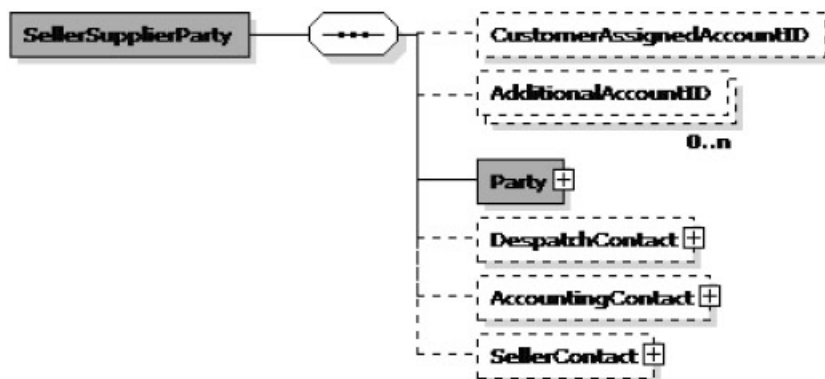 SellerSupplierParty
CustomerAssignedAccountID
AdditionalAccountID
0..n
Party
DespatchContact
AccountingContact
SellerContact